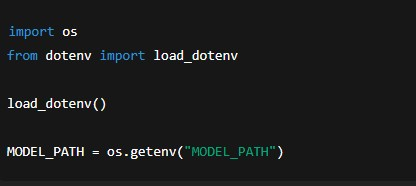 import os
from dotenv import load_dotenv
load_dotenv()
MODEL_PATH = os.getenv("MODEL_PATH")